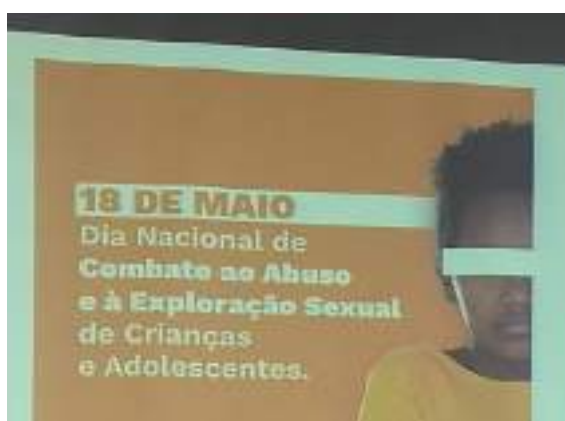 18 DE MAIO
Dia Nacional de
Combate ao Abuso
e à Exploração Sexual
de Crianças
e Adolescentes.